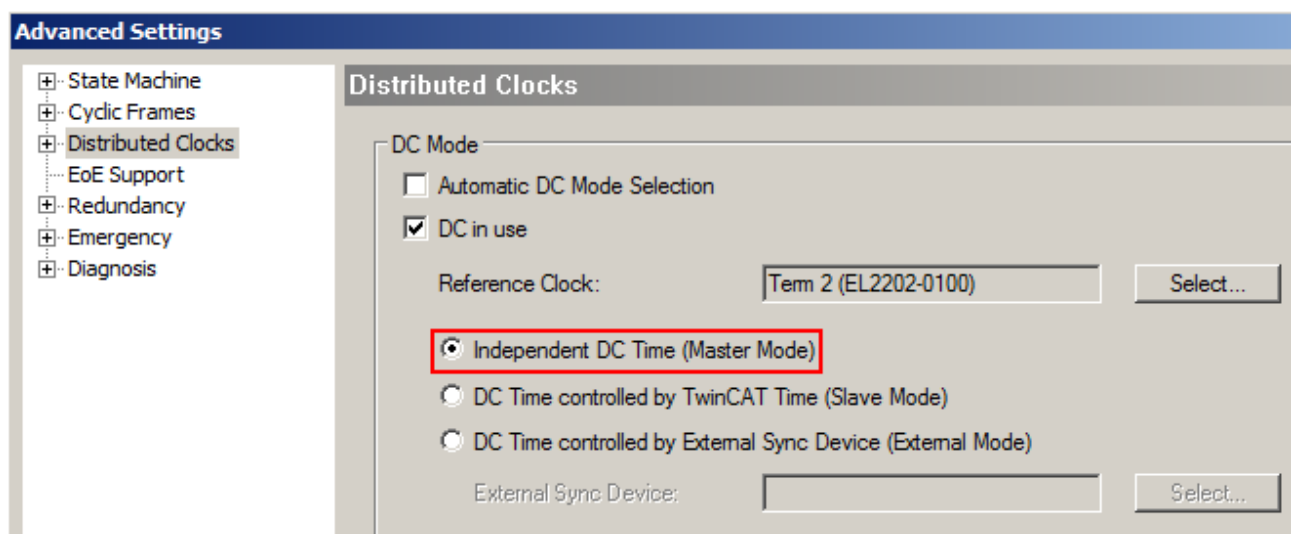 Advanced Settings
State Machine
Cyclic Frames
Distributed Clocks
EoE Support
Redundancy
Emergency
Diagnosis
Distributed Clocks
DC Mode
Automatic DC Mode Selection
DC in use
Reference Clock: Term 2 (EL2202-0100) Select...
Independent DC Time (Master Mode)
DC Time controlled by TwinCAT Time (Slave Mode)
DC Time controlled by External Sync Device (External Mode)
External Sync Device: Select...